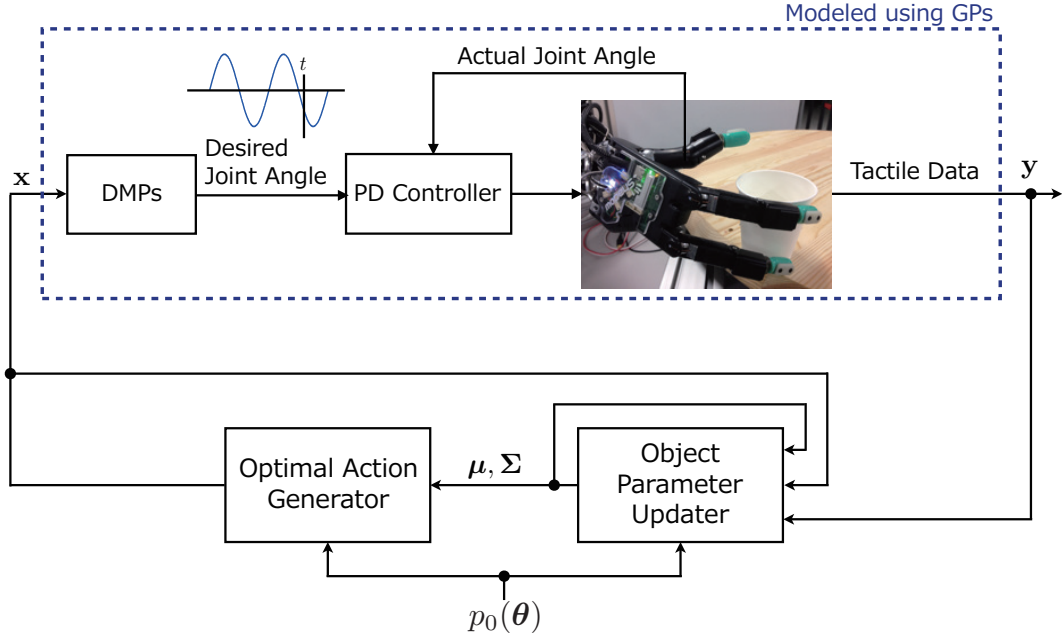 Modeled using GPs
Actual Joint Angle
t
Desired
Joint Angle
x
DMPs
PD Controller
Tactile Data
y
Optimal Action
Generator
μ, Σ
Object
Parameter
Updater
p₀(θ)